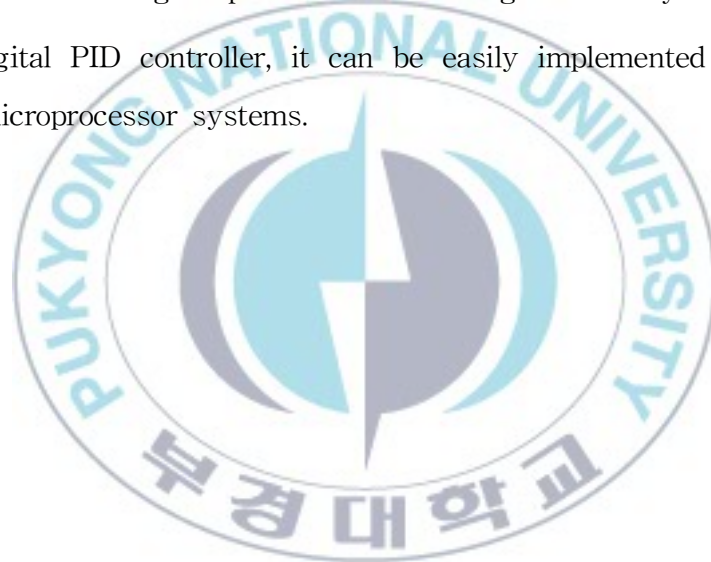 gital PID controller, it can be easily implemented
icroprocessor systems.
PUKYONG NATIONAL UNIVERSITY
부경대학교